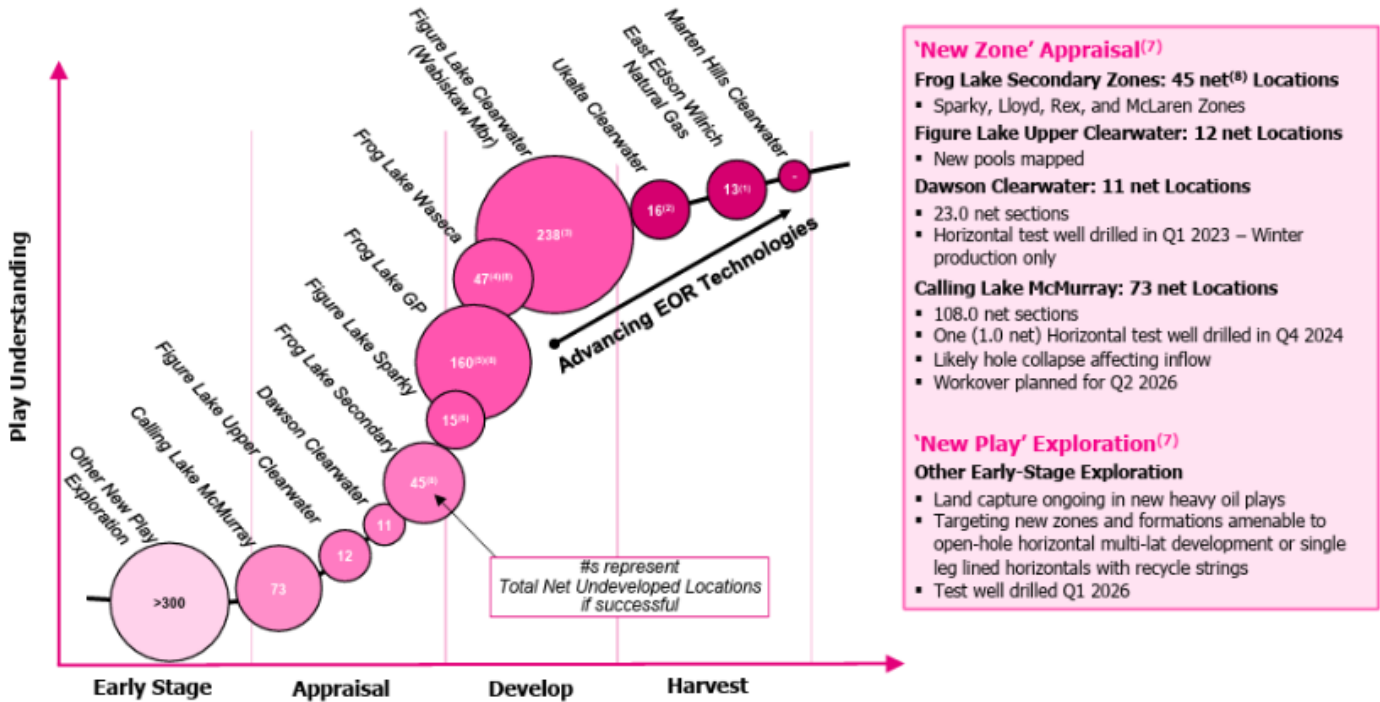 Play Understanding
Other New Play
Exploration
Calling Lake McMurray
Figure Lake Upper Clearwater
Dawson Clearwater
Frog Lake Secondary
Figure Lake Sparky
Frog Lake GP
Frog Lake Waseca
Figure Lake Clearwater
(Wabiskaw Mbr)
Ukalta Clearwater
East Edson Wilrich
Natural Gas
Marten Hills Clearwater
>300
73
12
11
45(8)
15(6)
160(5)(8)
47(4)(8)
238(3)
16(2)
13(1)
-
Advancing EOR Technologies
#s represent
Total Net Undeveloped Locations
if successful
Early Stage
Appraisal
Develop
Harvest
‘New Zone’ Appraisal(7)
Frog Lake Secondary Zones: 45 net(8) Locations
▪ Sparky, Lloyd, Rex, and McLaren Zones
Figure Lake Upper Clearwater: 12 net Locations
▪ New pools mapped
Dawson Clearwater: 11 net Locations
▪ 23.0 net sections
▪ Horizontal test well drilled in Q1 2023 – Winter
production only
Calling Lake McMurray: 73 net Locations
▪ 108.0 net sections
▪ One (1.0 net) Horizontal test well drilled in Q4 2024
▪ Likely hole collapse affecting inflow
▪ Workover planned for Q2 2026
‘New Play’ Exploration(7)
Other Early-Stage Exploration
▪ Land capture ongoing in new heavy oil plays
▪ Targeting new zones and formations amenable to
open-hole horizontal multi-lat development or single
leg lined horizontals with recycle strings
▪ Test well drilled Q1 2026